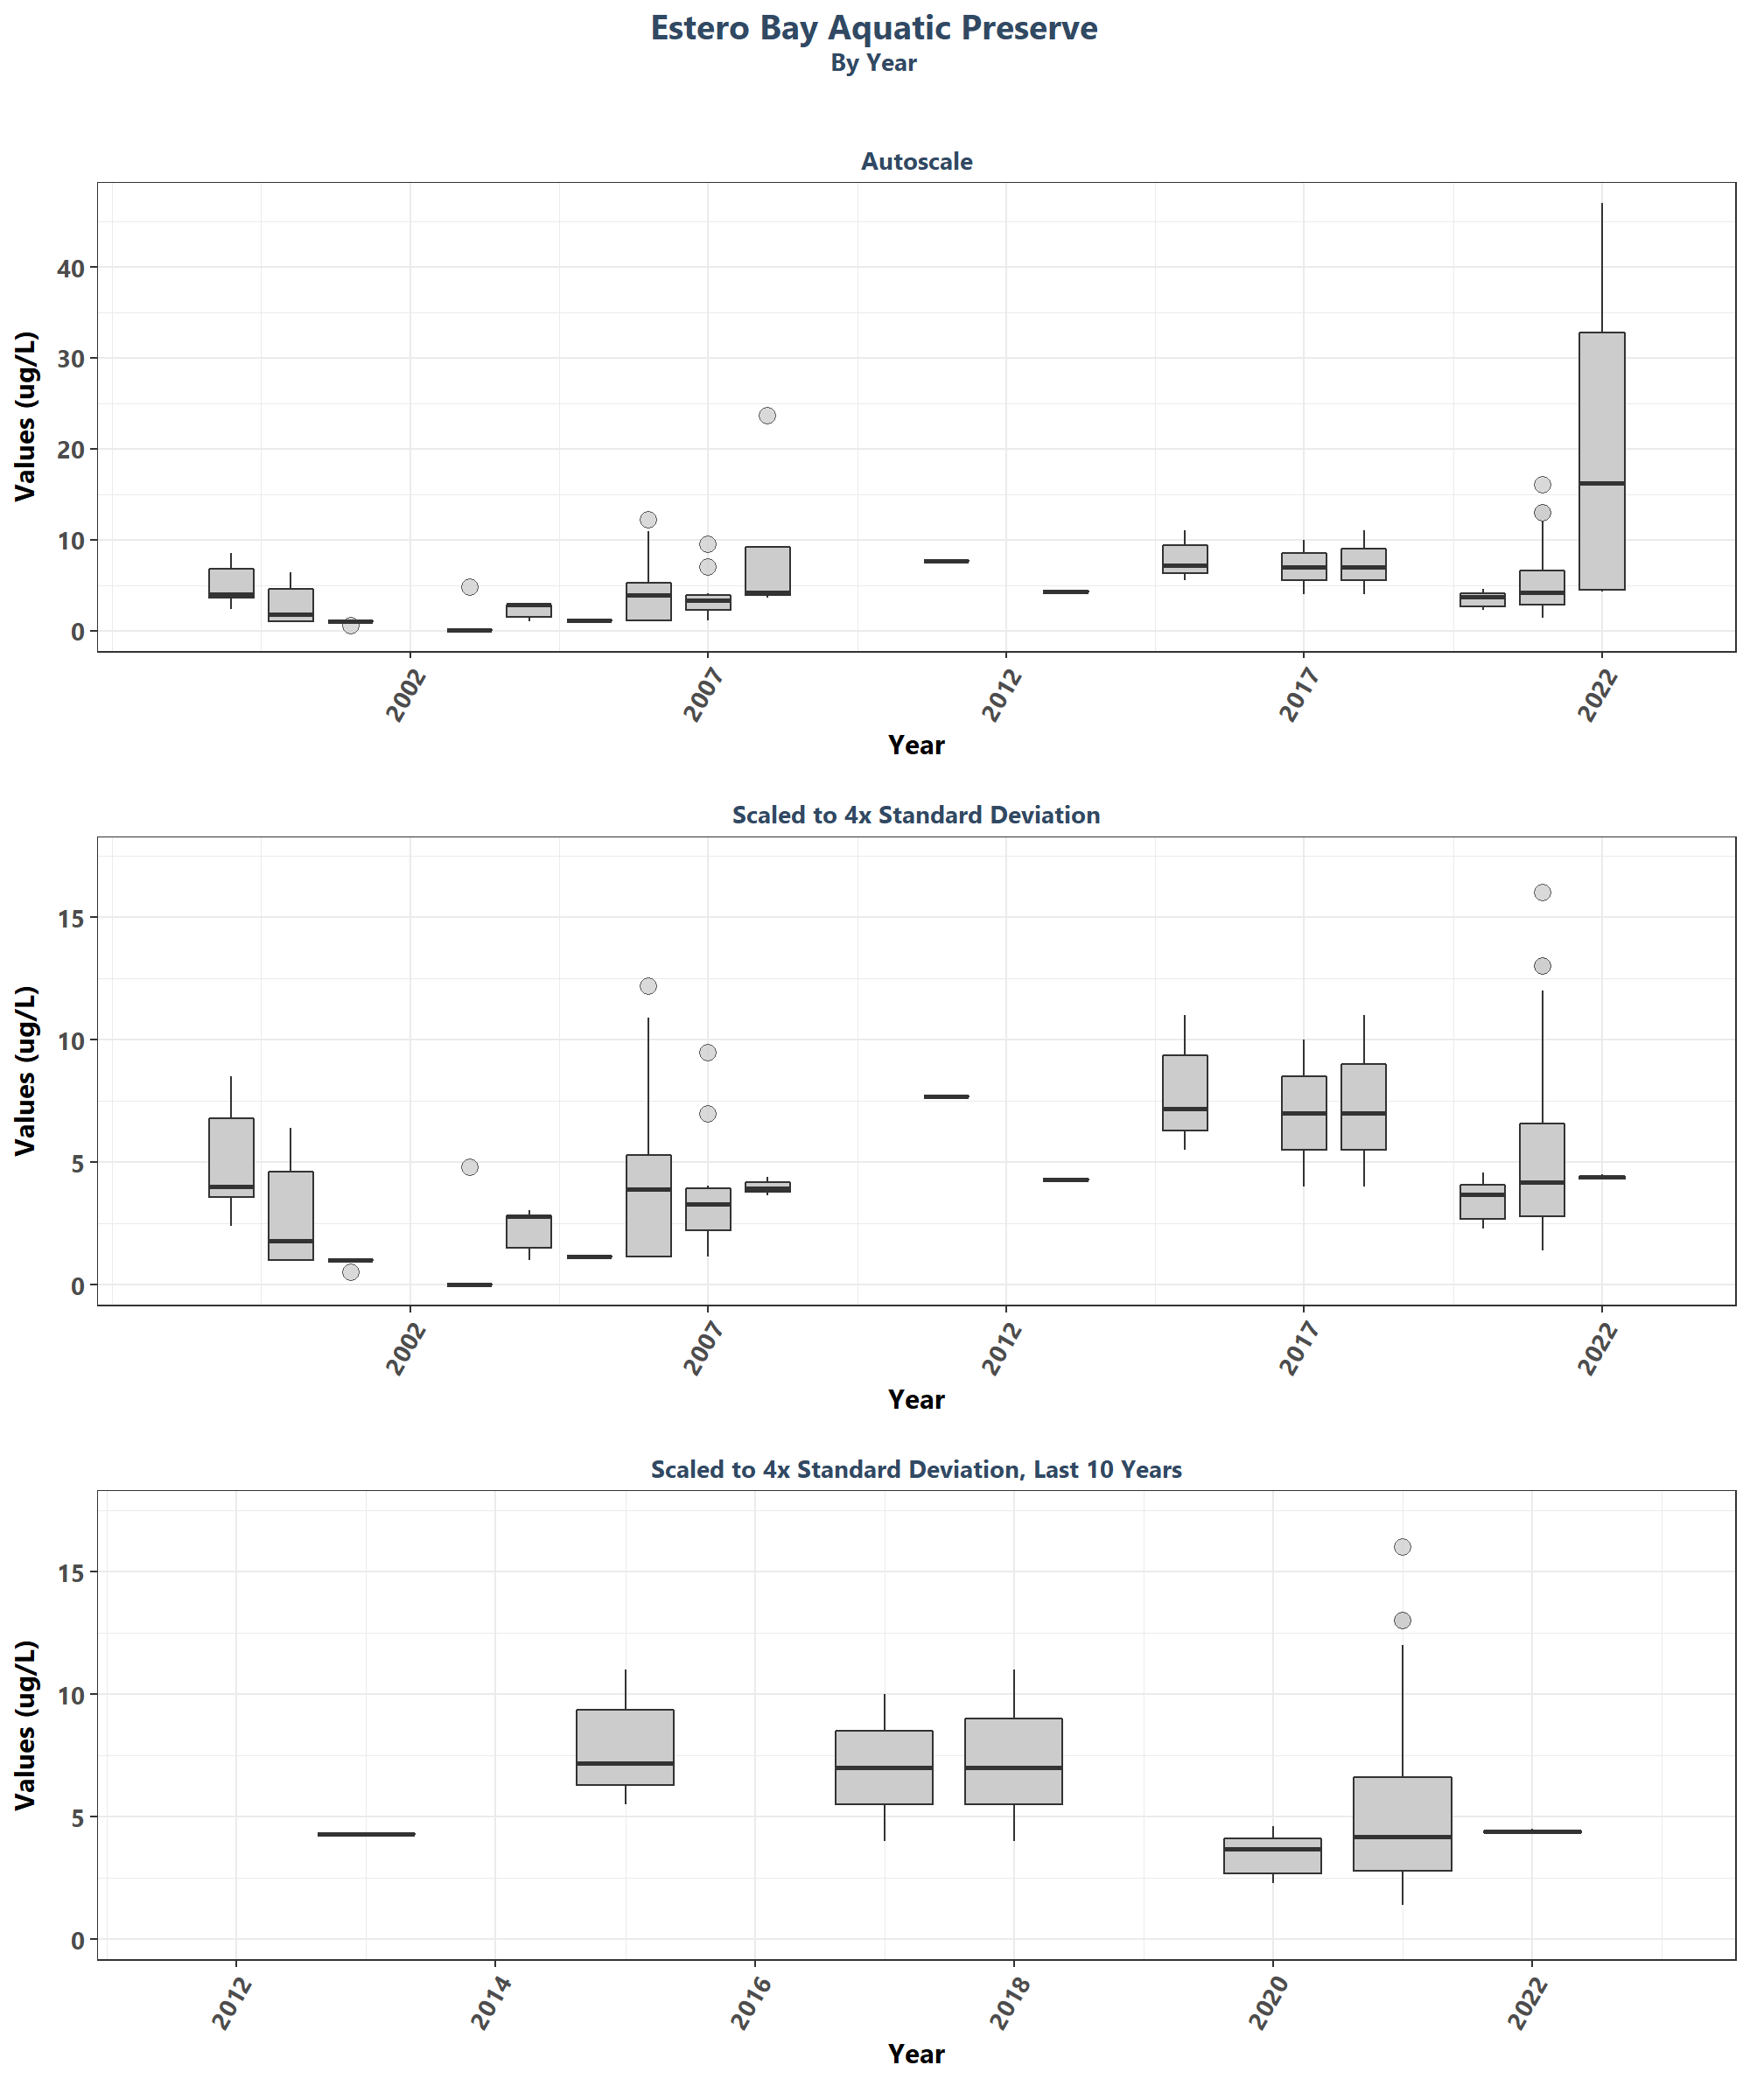 Estero Bay Aquatic Preserve
By Year
Autoscale
Values (ug/L)
40
30
20
10
0
2002
2007
2012
2017
2022
Year
Scaled to 4x Standard Deviation
Values (ug/L)
15
10
5
0
2002
2007
2012
2017
2022
Year
Scaled to 4x Standard Deviation, Last 10 Years
Values (ug/L)
15
10
5
0
2012
2014
2016
2018
2020
2022
Year